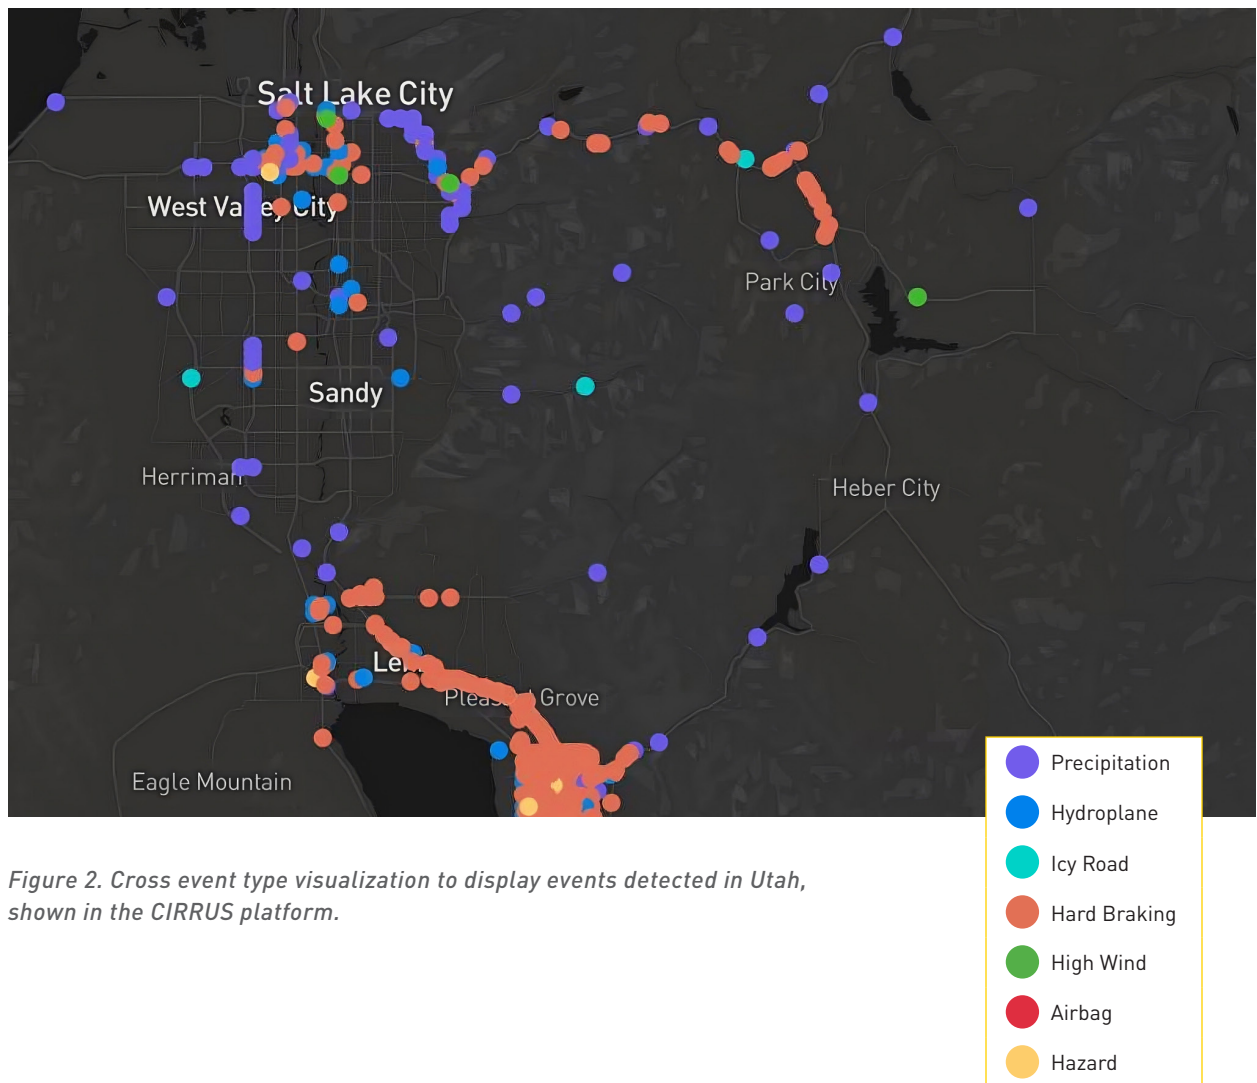 Salt Lake City
West Valley City
Park City
Sandy
Herriman
Heber City
Pleasant Grove
Eagle Mountain
Precipitation
Hydroplane
Icy Road
Hard Braking
High Wind
Airbag
Hazard
Figure 2. Cross event type visualization to display events detected in Utah,
shown in the CIRRUS platform.